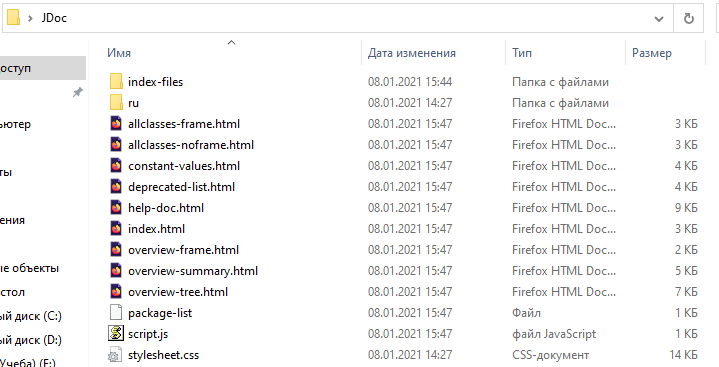 JDoc
Имя Дата изменения Тип Размер
оступ
index-files 08.01.2021 15:44 Папка с файлами
ru 08.01.2021 14:27 Папка с файлами
ьютер allclasses-frame.html 08.01.2021 15:47 Firefox HTML Doc... 3 КБ
allclasses-noframe.html 08.01.2021 15:47 Firefox HTML Doc... 3 КБ
ты constant-values.html 08.01.2021 15:47 Firefox HTML Doc... 4 КБ
deprecated-list.html 08.01.2021 15:47 Firefox HTML Doc... 4 КБ
help-doc.html 08.01.2021 15:47 Firefox HTML Doc... 9 КБ
ения index.html 08.01.2021 15:47 Firefox HTML Doc... 3 КБ
overview-frame.html 08.01.2021 15:47 Firefox HTML Doc... 2 КБ
ые объекты overview-summary.html 08.01.2021 15:47 Firefox HTML Doc... 5 КБ
стол overview-tree.html 08.01.2021 15:47 Firefox HTML Doc... 7 КБ
ый диск (C:) package-list 08.01.2021 15:47 Файл 1 КБ
ый диск (D:) script.js 08.01.2021 15:47 файл JavaScript 1 КБ
Учеба) (E:) stylesheet.css 08.01.2021 14:27 CSS-документ 14 КБ